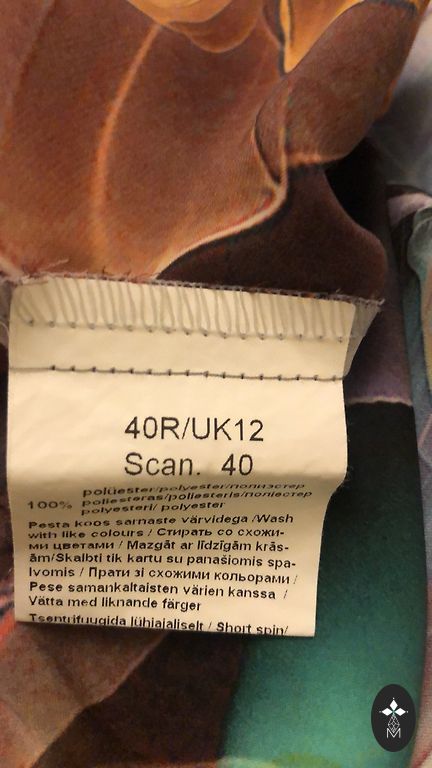 40R/UK12
Scan. 40
polüester/polyester/полиэстер
100% poliesteras/poliesteris/поліестер
polyesteri/ polyester
Pesta koos sarnaste värvidega /Wash
with like colours / Стирать со схожи-
ми цветами / Mazgāt ar līdzīgām krās-
ām/Skalbti tik kartu su panašiomis spa-
lvomis / Прати зі схожими кольорами /
Pese samankaltaisten värien kanssa /
Vätta med liknande färger
Tsentrifuugida lühiajaliselt / Short spin/
M